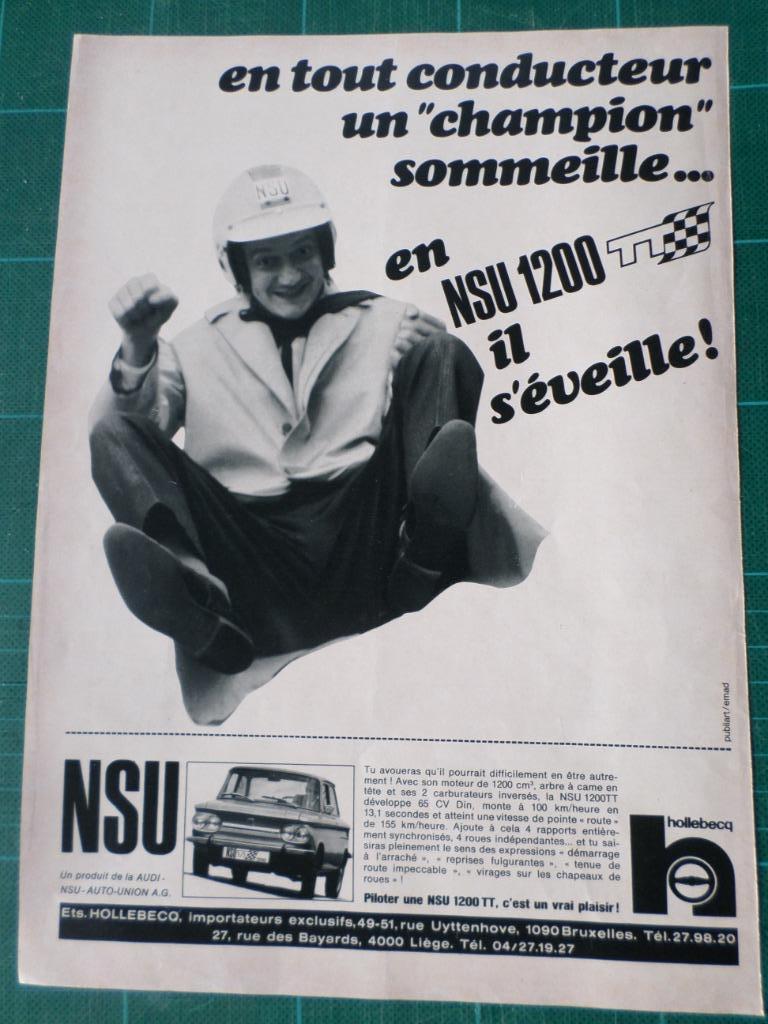 en tout conducteur
un "champion"
sommeille...
NSU
en
NSU 1200 TT
il
s'éveille!
publiart/emad
NSU
Un produit de la AUDI-
NSU-AUTO-UNION A.G.
Tu avoueras qu'il pourrait difficilement en être autre-
ment ! Avec son moteur de 1200 cm³, arbre à came en
tête et ses 2 carburateurs inversés, la NSU 1200TT
développe 65 CV Din, monte à 100 km/heure en
13,1 secondes et atteint une vitesse de pointe « route »
de 155 km/heure. Ajoute à cela 4 rapports entière-
ment synchronisés, 4 roues indépendantes... et tu sai-
siras pleinement le sens des expressions « démarrage
à l'arraché », « reprises fulgurantes », « tenue de
route impeccable », « virages sur les chapeaux de
roues » !
Piloter une NSU 1200 TT, c'est un vrai plaisir !
hollebecq
Ets. HOLLEBECQ, importateurs exclusifs, 49-51, rue Uyttenhove, 1090 Bruxelles. Tél. 27.98.20
27, rue des Bayards, 4000 Liège. Tél. 04/27.19.27